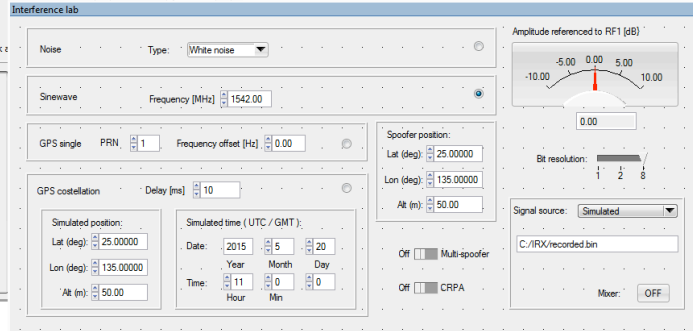 Interference lab
Noise Type: White noise
Sinewave Frequency [MHz] 1542.00
GPS single PRN 1 Frequency offset [Hz] 0.00
GPS costellation Delay [ms] 10
Simulated position:
Lat (deg): 25.00000
Lon (deg): 135.00000
Alt (m): 50.00
Simulated time ( UTC / GMT ):
Date: 2015 5 20
Year Month Day
Time: 11 0 0
Hour Min
Spoofer position:
Lat (deg): 25.00000
Lon (deg): 135.00000
Alt (m): 50.00
Off Multi-spoofer
Off CRPA
Amplitude referenced to RF1 [dB]
-10.00 -5.00 0.00 5.00 10.00
0.00
Bit resolution:
1 2 8
Signal source: Simulated
C:/IRX/recorded.bin
Mixer: OFF